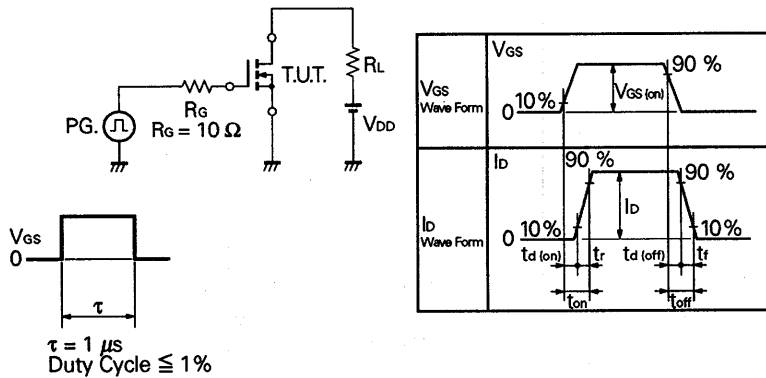 PG.
RG
RG = 10 Ω
T.U.T.
RL
VDD
VGS
0
τ
τ = 1 μs
Duty Cycle ≦ 1%
VGS
Wave Form
VGS
0
10%
VGS (on)
90 %
ID
Wave Form
ID
0
10%
90 %
ID
90 %
10%
td (on)
tr
td (off)
tf
ton
toff